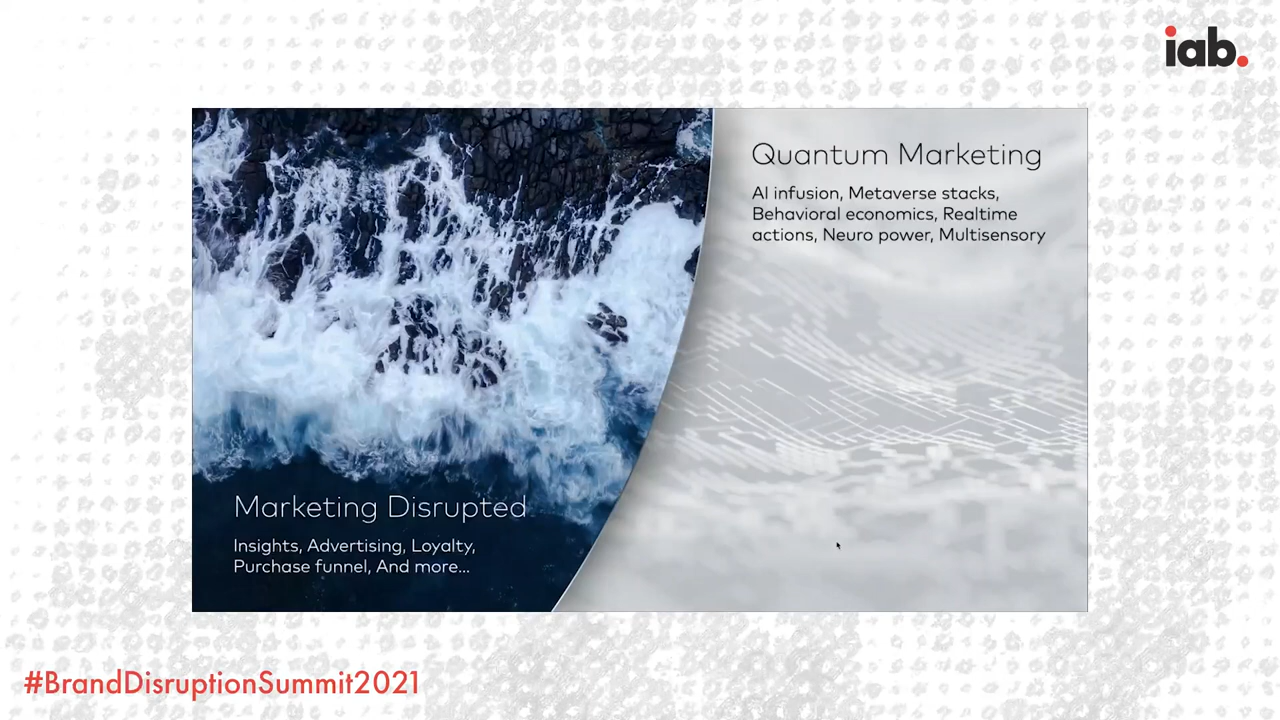 iab.
Quantum Marketing
AI infusion, Metaverse stacks,
Behavioral economics, Realtime
actions, Neuro power, Multisensory
Marketing Disrupted
Insights, Advertising, Loyalty,
Purchase funnel, And more...
#BrandDisruptionSummit2021